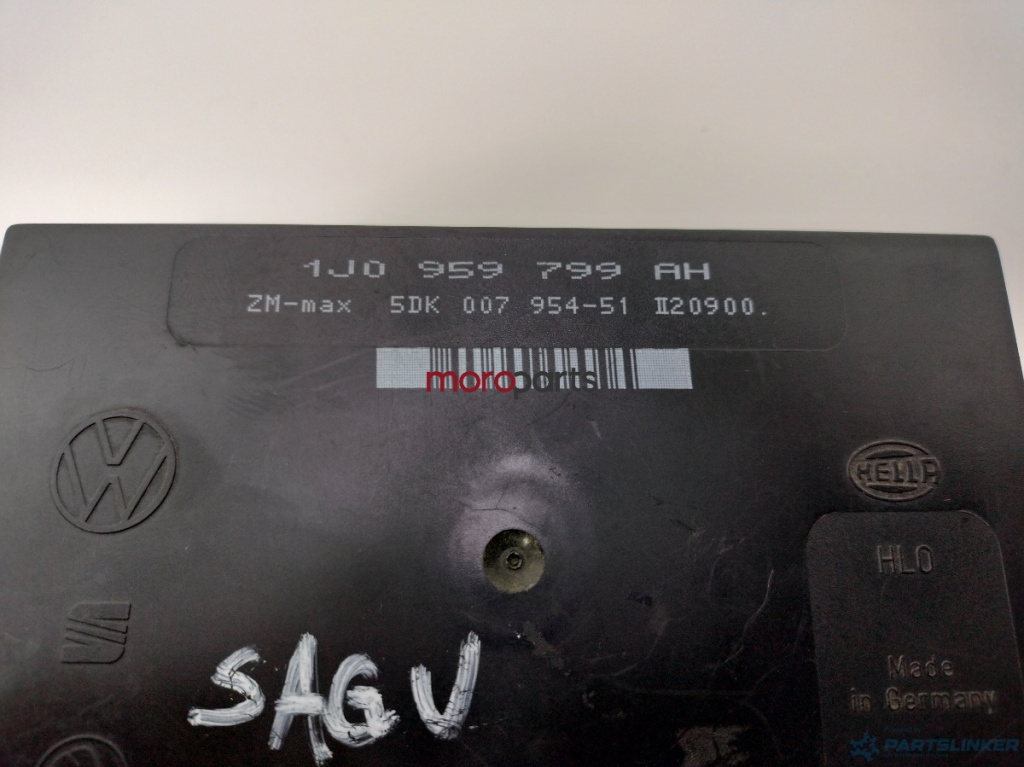 1J0 959 799 AH
ZM-max 5DK 007 954-51 II20900.
moroparts
HELLA
HLO
Made
in Germany
SAGU
PARTSLINKER